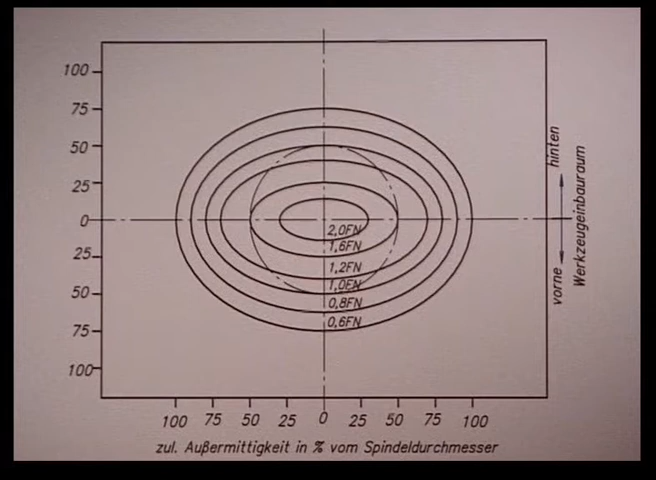 100
75
50
25
0
25
50
75
100
2,0FN
1,6FN
1,2FN
1,0FN
0,8FN
0,6FN
hinten
vorne
Werkzeugeinbauraum
100 75 50 25 0 25 50 75 100
zul. Außermittigkeit in % vom Spindeldurchmesser